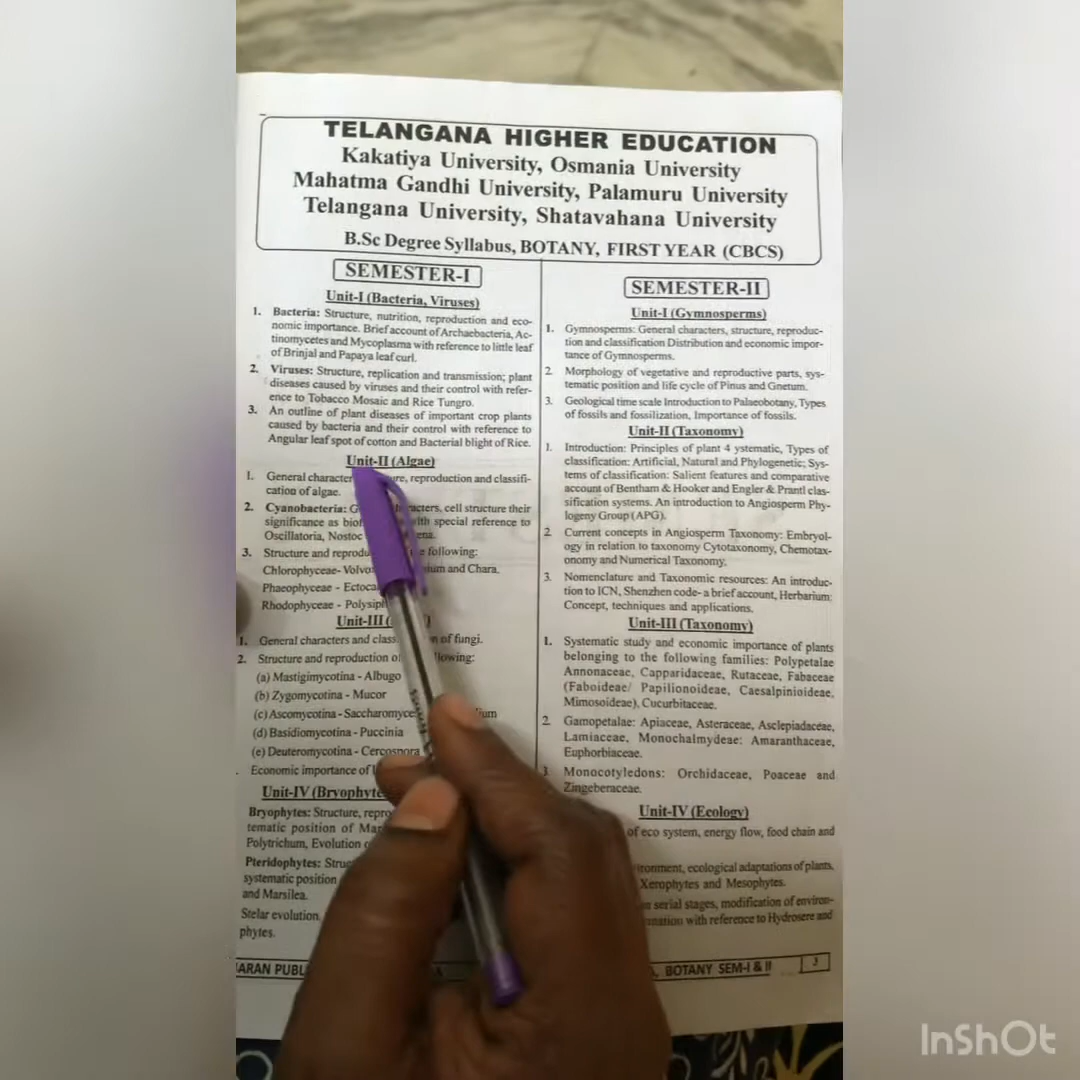 TELANGANA HIGHER EDUCATION
Kakatiya University, Osmania University
Mahatma Gandhi University, Palamuru University
Telangana University, Shatavahana University
B.Sc Degree Syllabus, BOTANY, FIRST YEAR (CBCS)
SEMESTER-I
Unit-I (Bacteria, Viruses)
1. Bacteria: Structure, nutrition, reproduction and eco-
nomic importance. Brief account of Archaebacteria, Ac-
tinomycetes and Mycoplasma with reference to little leaf
of Brinjal and Papaya leaf curl.
2. Viruses: Structure, replication and transmission; plant
diseases caused by viruses and their control with refer-
ence to Tobacco Mosaic and Rice Tungro.
3. An outline of plant diseases of important crop plants
caused by bacteria and their control with reference to
Angular leaf spot of cotton and Bacterial blight of Rice.
Unit-II (Algae)
1. General character reproduction and classifi-
cation of algae.
2. Cyanobacteria: cell structure their
significance as with special reference to
Oscillatoria, Nostoc
3. Structure and following:
Chlorophyceae- and Chara.
Phaeophyceae -
Rhodophyceae -
Unit-III
1. General characters and of fungi.
2. Structure and reproduction
(a) Mastigimycotina - Albugo
(b) Zygomycotina - Mucor
(c) Ascomycotina -
(d) Basidiomycotina - Puccinia
(e) Deuteromycotina - Cercospora
Economic importance of
Unit-IV
Bryophytes: Structure,
tematic position of
Polytrichum, Evolution
Pteridophytes:
systematic position
and Marsilea.
Stelar evolution.
phytes.
SEMESTER-II
Unit-I (Gymnosperms)
1. Gymnosperms: General characters, structure, reproduc-
tion and classification Distribution and economic impor-
tance of Gymnosperms.
2. Morphology of vegetative and reproductive parts, sys-
tematic position and life cycle of Pinus and Gnetum.
3. Geological time scale Introduction to Palaeobotany, Types
of fossils and fossilization, Importance of fossils.
Unit-II (Taxonomy)
1. Introduction: Principles of plant 4 ystematic, Types of
classification: Artificial, Natural and Phylogenetic; Sys-
tems of classification: Salient features and comparative
account of Bentham & Hooker and Engler & Prantl clas-
sification systems. An introduction to Angiosperm Phy-
logeny Group (APG).
2. Current concepts in Angiosperm Taxonomy: Embryol-
ogy in relation to taxonomy Cytotaxonomy, Chemotax-
onomy and Numerical Taxonomy.
3. Nomenclature and Taxonomic resources: An introduc-
tion to ICN, Shenzhen code- a brief account, Herbarium:
Concept, techniques and applications.
Unit-III (Taxonomy)
1. Systematic study and economic importance of plants
belonging to the following families: Polypetalae
Annonaceae, Capparidaceae, Rutaceae, Fabaceae
(Faboideae/ Papilionoideae, Caesalpinioideae,
Mimosoideae), Cucurbitaceae.
2. Gamopetalae: Apiaceae, Asteraceae, Asclepiadaceae,
Lamiaceae, Monochalmydeae: Amaranthaceae,
Euphorbiaceae.
3. Monocotyledons: Orchidaceae, Poaceae and
Zingeberaceae.
Unit-IV (Ecology)
of eco system, energy flow, food chain and
ecological adaptations of plants,
Xerophytes and Mesophytes.
serial stages, modification of environ-
with reference to Hydrosere and
BOTANY SEM-I & II 3
InShOt